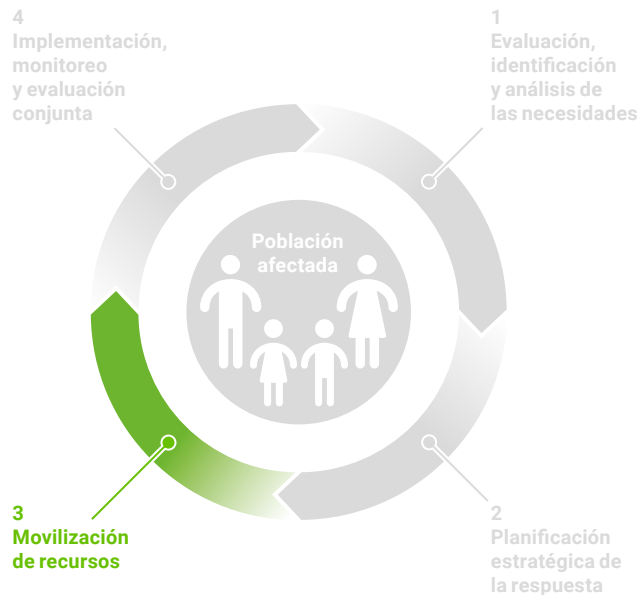 4
Implementación,
monitoreo
y evaluación
conjunta
1
Evaluación,
identificación
y análisis de
las necesidades
Población
afectada
3
Movilización
de recursos
2
Planificación
estratégica de
la respuesta